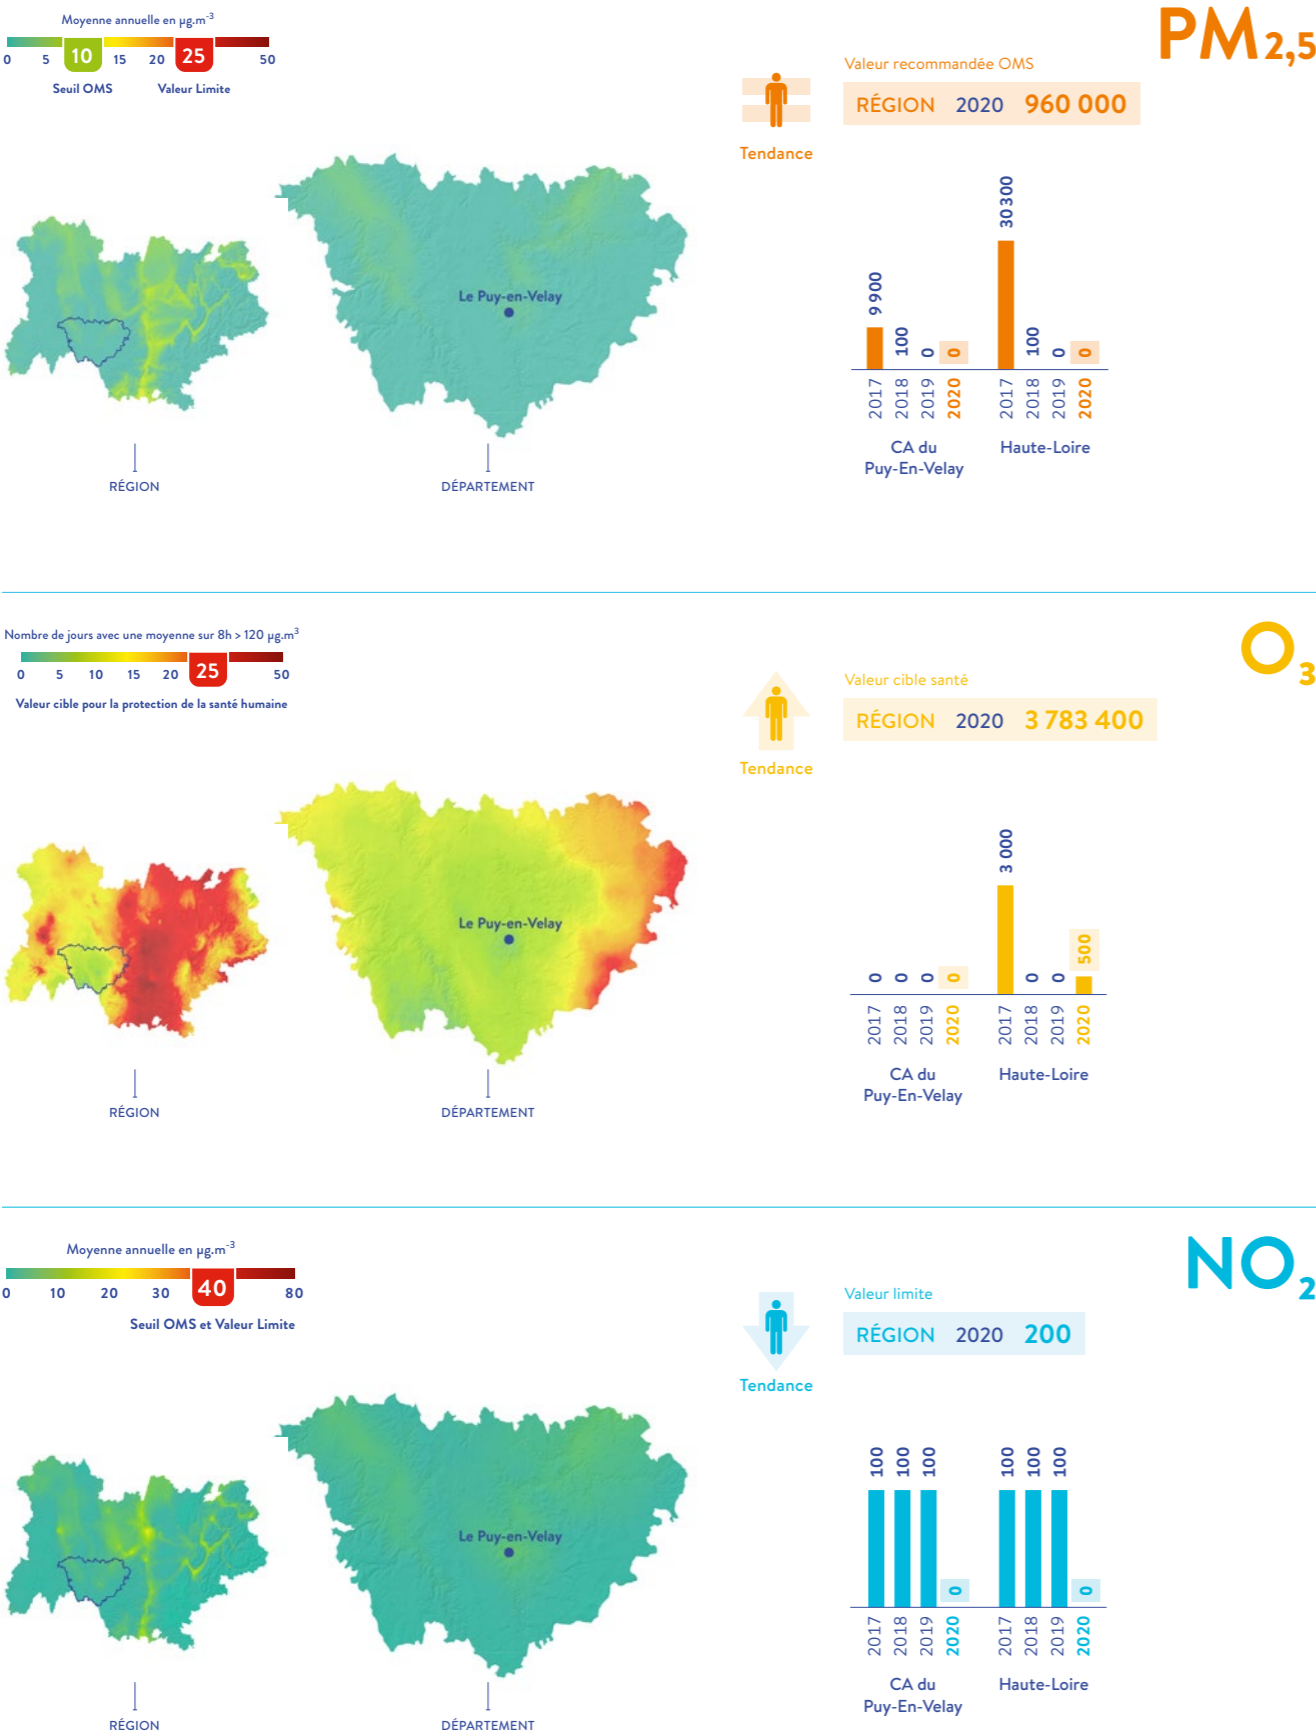 Moyenne annuelle en µg.m-3
0 5 10 15 20 25 50
Seuil OMS Valeur Limite
PM2,5
Valeur recommandée OMS
RÉGION 2020 960 000
Tendance
Le Puy-en-Velay
RÉGION
DÉPARTEMENT
9 900 100 0 0
2017 2018 2019 2020
CA du
Puy-En-Velay
30 300 100 0 0
2017 2018 2019 2020
Haute-Loire
Nombre de jours avec une moyenne sur 8h > 120 µg.m3
0 5 10 15 20 25 50
Valeur cible pour la protection de la santé humaine
O3
Valeur cible santé
RÉGION 2020 3 783 400
Tendance
Le Puy-en-Velay
RÉGION
DÉPARTEMENT
0 0 0 0
2017 2018 2019 2020
CA du
Puy-En-Velay
3 000 0 0 500
2017 2018 2019 2020
Haute-Loire
Moyenne annuelle en µg.m-3
0 10 20 30 40 80
Seuil OMS et Valeur Limite
NO2
Valeur limite
RÉGION 2020 200
Tendance
Le Puy-en-Velay
RÉGION
DÉPARTEMENT
100 100 100 0
2017 2018 2019 2020
CA du
Puy-En-Velay
100 100 100 0
2017 2018 2019 2020
Haute-Loire